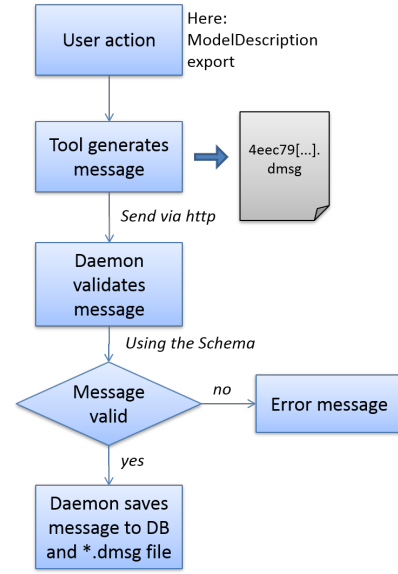 User action
Here:
ModelDescription
export
Tool generates
message
4eec79[...].
dmsg
Send via http
Daemon
validates
message
Using the Schema
Message
valid
no
Error message
yes
Daemon saves
message to DB
and *.dmsg file